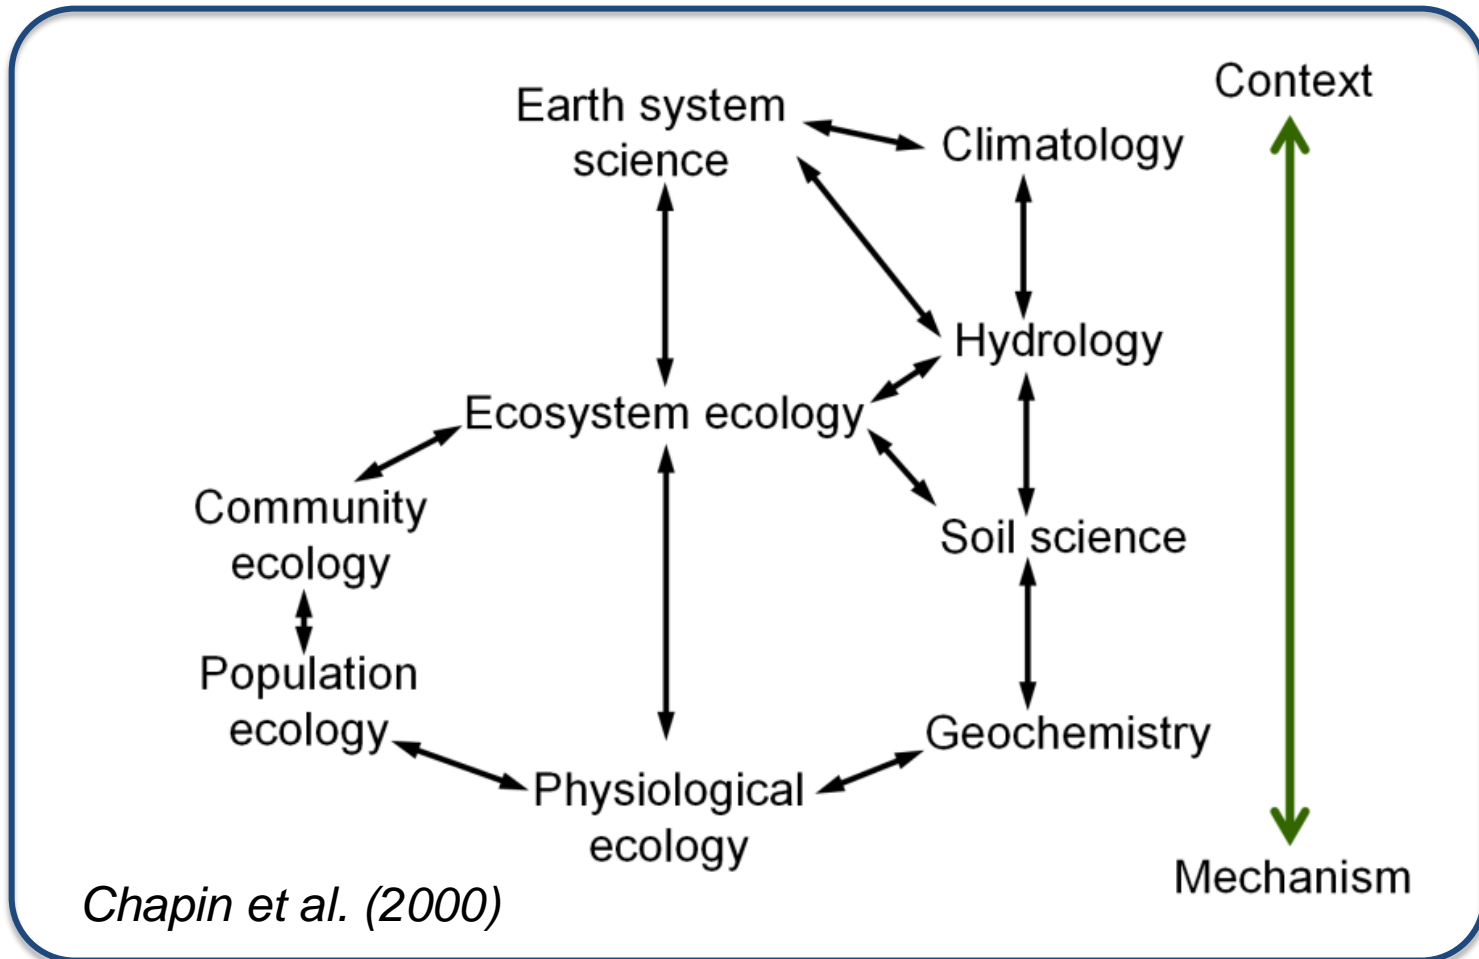 Context
Earth system
science
Climatology
Hydrology
Ecosystem ecology
Community
ecology
Soil science
Population
ecology
Geochemistry
Physiological
ecology
Mechanism
Chapin et al. (2000)